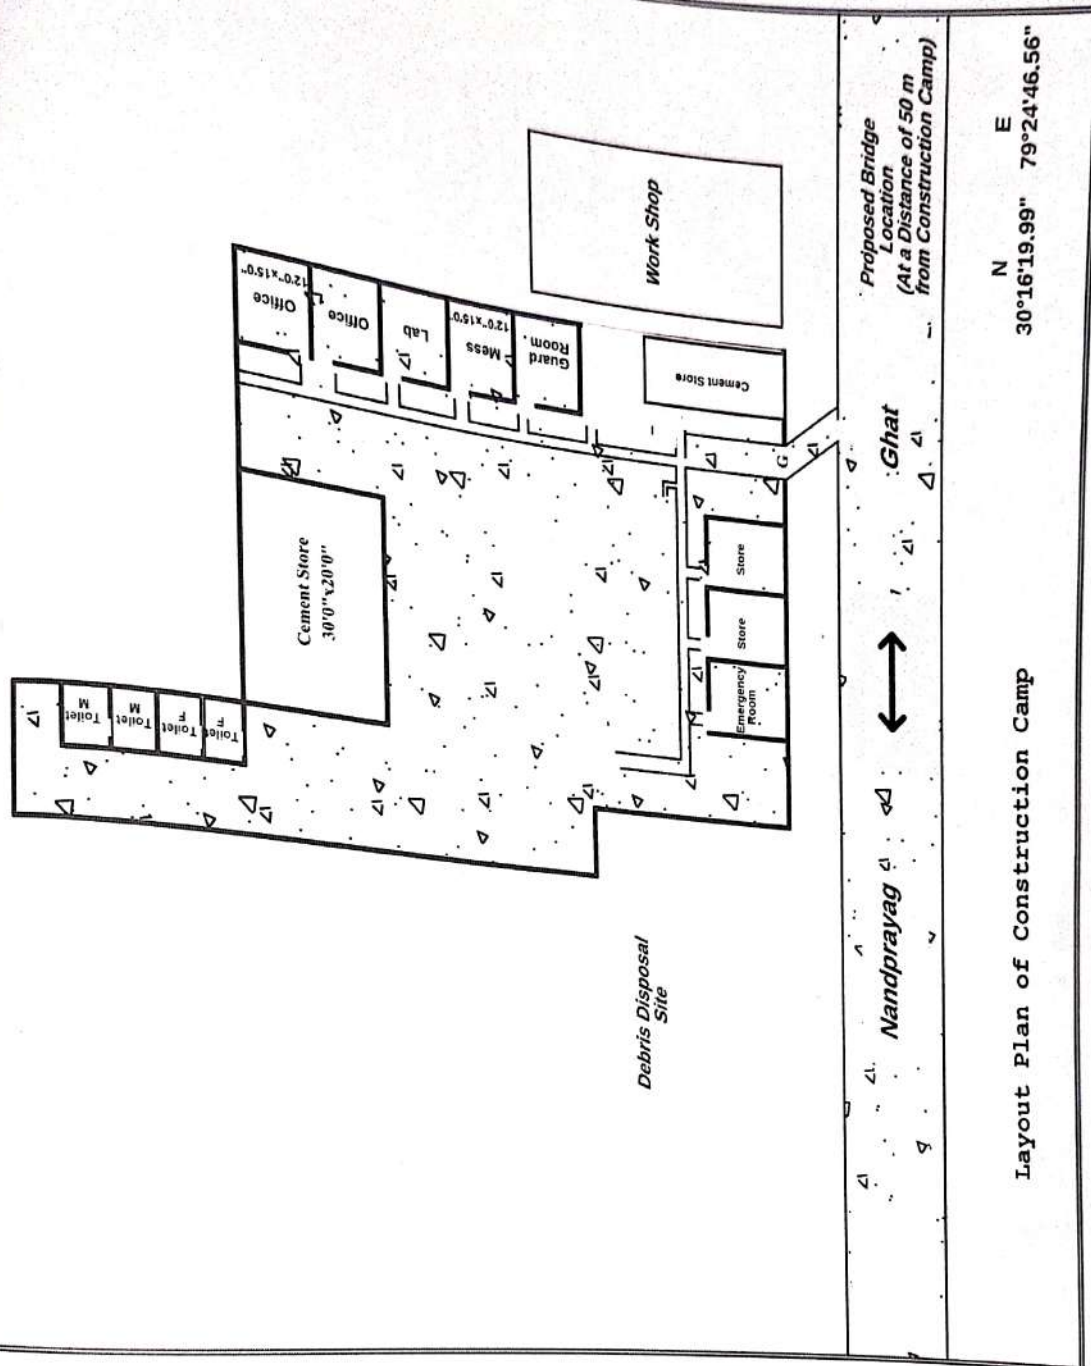 Toilet
M
Toilet
M
Toilet
F
Toilet
F
Cement Store
30'0"x20'0"
Office
12'0"x15'0"
Office
Lab
Mess
12'0"x15'0"
Guard
Room
Work Shop
Cement Store
G
Emergency
Room
Store
Store
Debris Disposal
Site
Nandprayag
Ghat
Proposed Bridge
Location
(At a Distance of 50 m
from Construction Camp)
Layout Plan of Construction Camp
N E
30°16'19.99" 79°24'46.56"